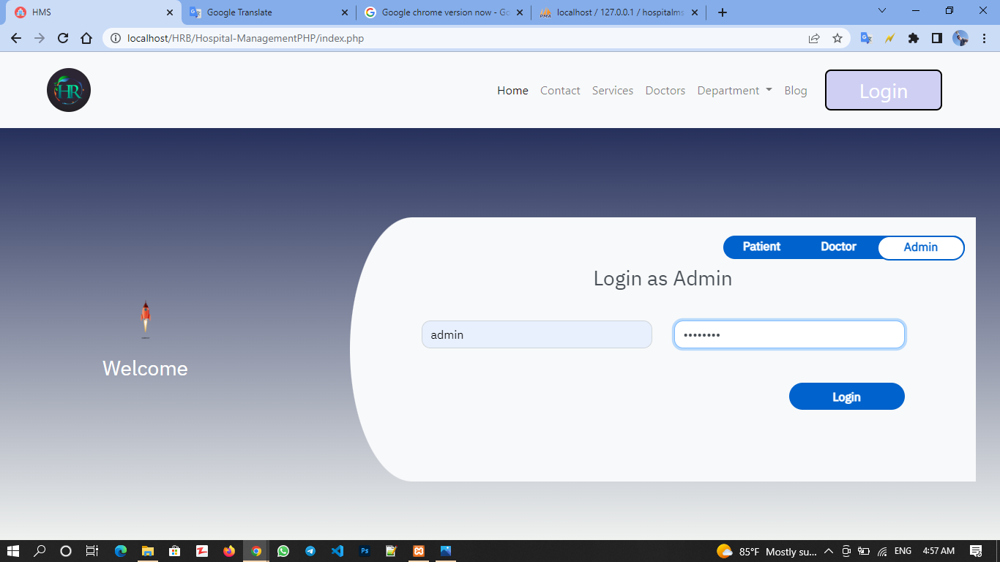 HMS
Google Translate
Google chrome version now - Go
localhost / 127.0.0.1 / hospitalms
localhost/HRB/Hospital-ManagementPHP/index.php
HR
Home Contact Services Doctors Department Blog Login
Patient Doctor Admin
Login as Admin
admin
••••••••
Welcome
Login
85°F Mostly su... ENG 4:57 AM